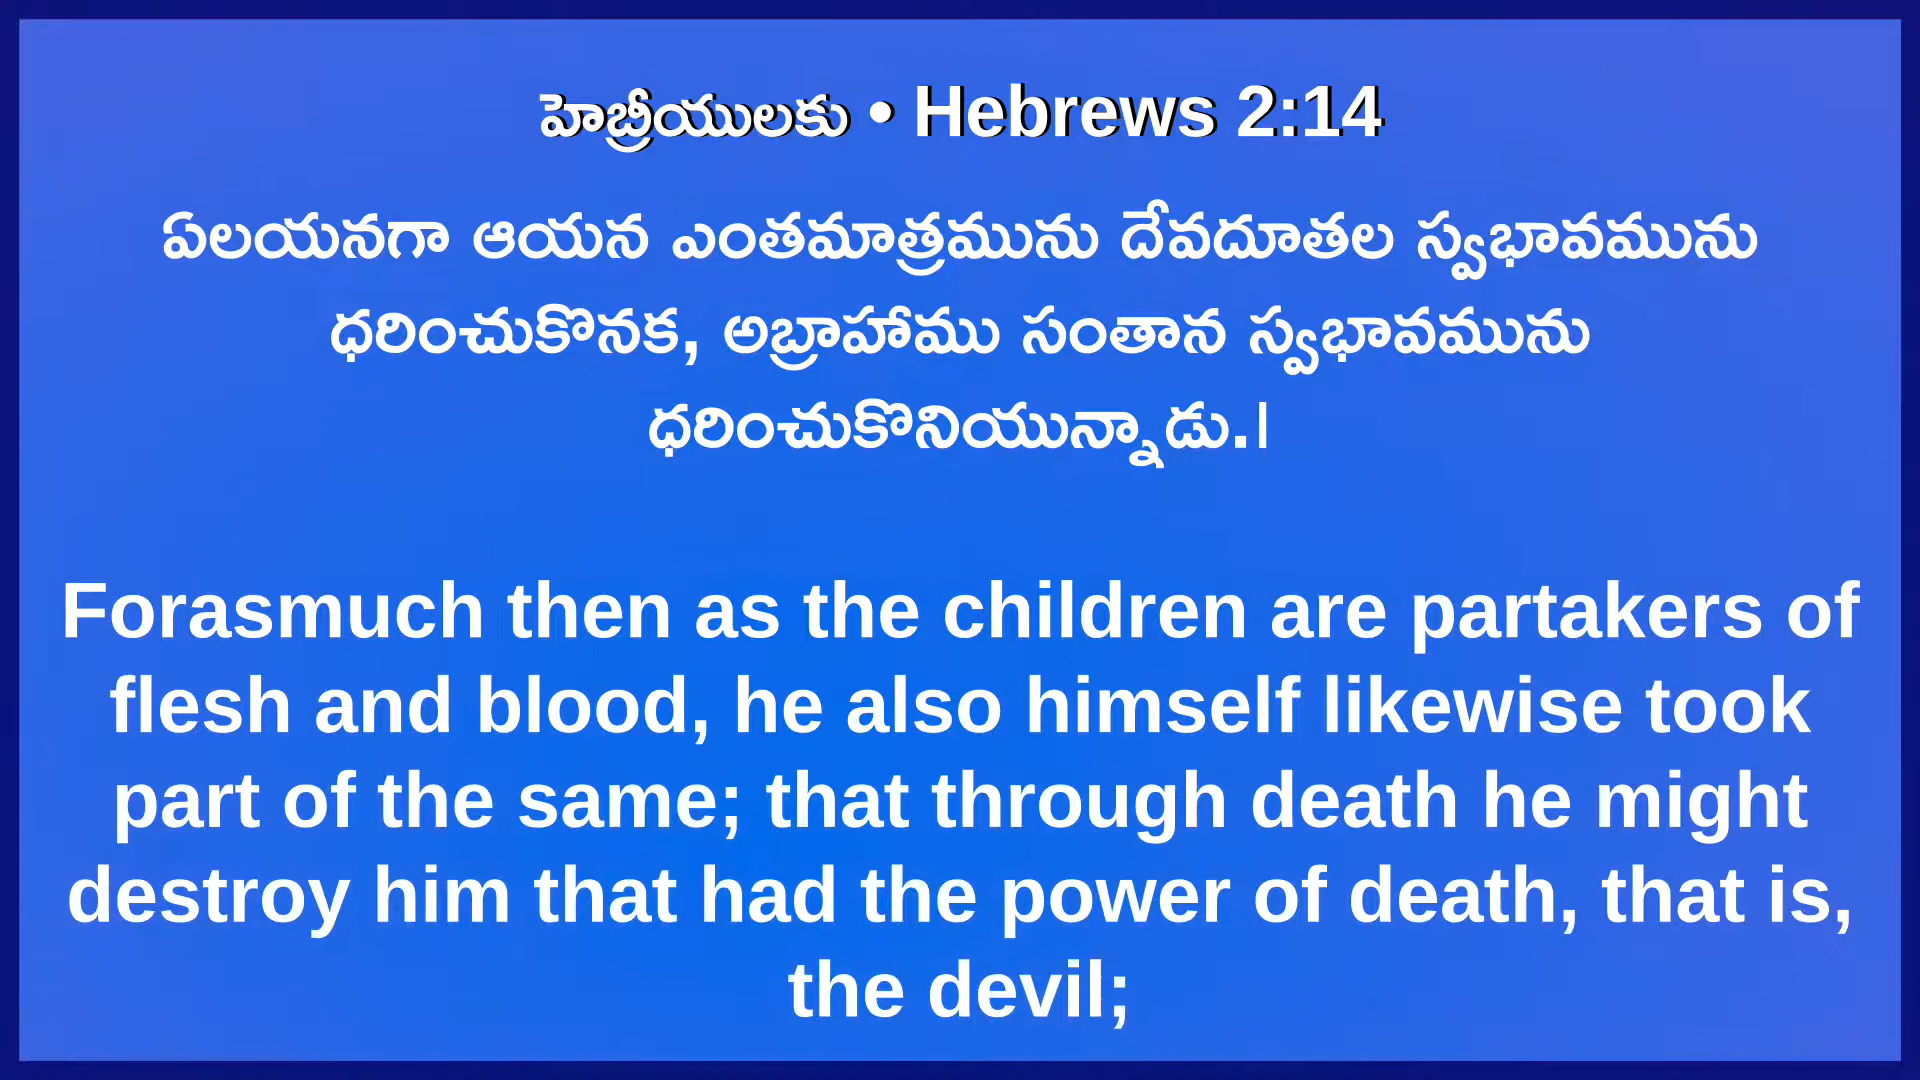 హెబ్రీయులకు • Hebrews 2:14
ఏలయనగా ఆయన ఎంతమాత్రమును దేవదూతల స్వభావమును
ధరించుకొనక, అబ్రాహాము సంతాన స్వభావమును
ధరించుకొనియున్నాడు.।
Forasmuch then as the children are partakers of
flesh and blood, he also himself likewise took
part of the same; that through death he might
destroy him that had the power of death, that is,
the devil;